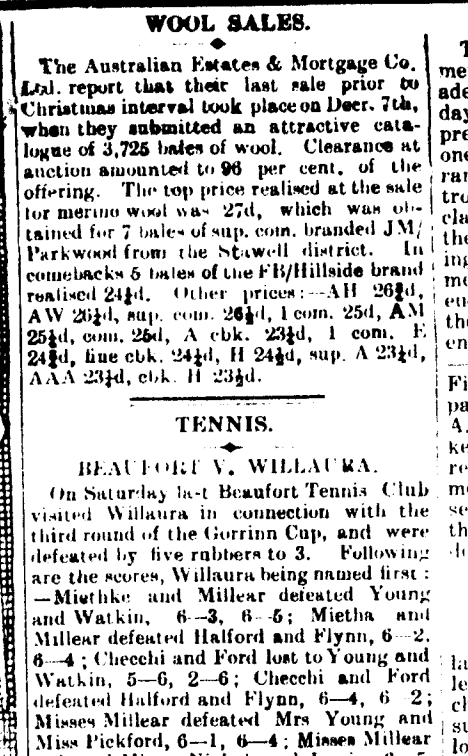 WOOL SALES.
The Australian Estates & Mortgage Co.
Ltd. report that their last sale prior to
Christmas interval took place on Decr. 7th,
when they submitted an attractive cata-
logue of 3,725 bales of wool. Clearance at
auction amounted to 96 per cent. of the
offering. The top price realised at the sale
for merino wool was 27d, which was ob-
tained for 7 bales of sup. com. branded JM/
Parkwood from the Stawell district. In
comebacks 5 bales of the FB/Hillside brand
realised 24½d. Other prices:—AH
AW 26½d, sup. com. 26½d, 1 com. 25d, AM
25½d, com. 25d, A cbk. 23½d, 1 com. E
fine cbk. 24½d, H sup. A 23½d,
AAA 23½d, cbk. H 23½d.
TENNIS.
BEAUFORT V. WILLAURA.
On Saturday last Beaufort Tennis Club
visited Willaura in connection with the
third round of the Gorrinn Cup, and were
defeated by five rubbers to 3. Following
are the scores, Willaura being named first:
—Miethke and Millear defeated Young
and Watkin, 6—3, 6—5; Mietha and
Millear defeated Halford and Flynn, 6—2.
6—4; Checchi and Ford lost to Young and
Watkin, 5—6, 2—6; Checchi and Ford
defeated Halford and Flynn, 6—4, 6—2;
Misses Millear defeated Mrs Young and
Miss Pickford, 6—1, 6—4; Misses Millear